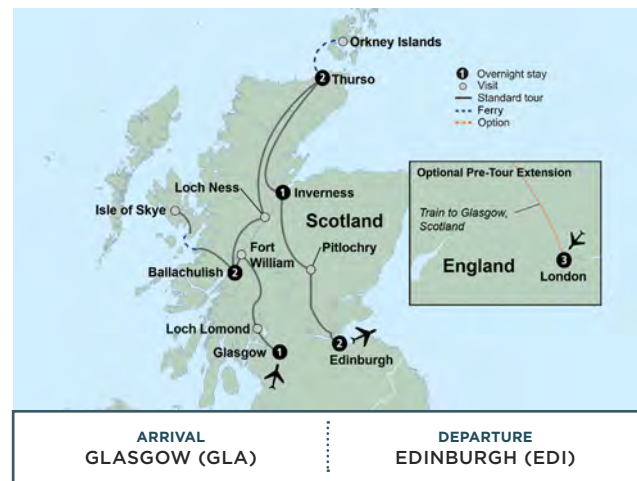 Orkney Islands
2
Thurso
1 Overnight stay
Visit
Standard tour
Ferry
Option
Loch Ness
1 Inverness
Isle of Skye
Scotland
Fort
William
Pitlochry
Ballachulish 2
Loch Lomond
Glasgow 1
2
Edinburgh
Optional Pre-Tour Extension
Train to Glasgow,
Scotland
England
3
London
ARRIVAL
GLASGOW (GLA)
DEPARTURE
EDINBURGH (EDI)